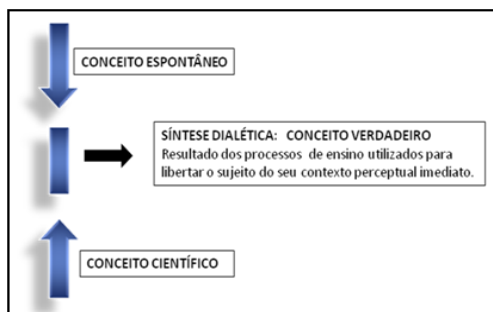 CONCEITO ESPONTÂNEO
SÍNTESE DIALÉTICA: CONCEITO VERDADEIRO
Resultado dos processos de ensino utilizados para
libertar o sujeito do seu contexto perceptual imediato.
CONCEITO CIENTÍFICO